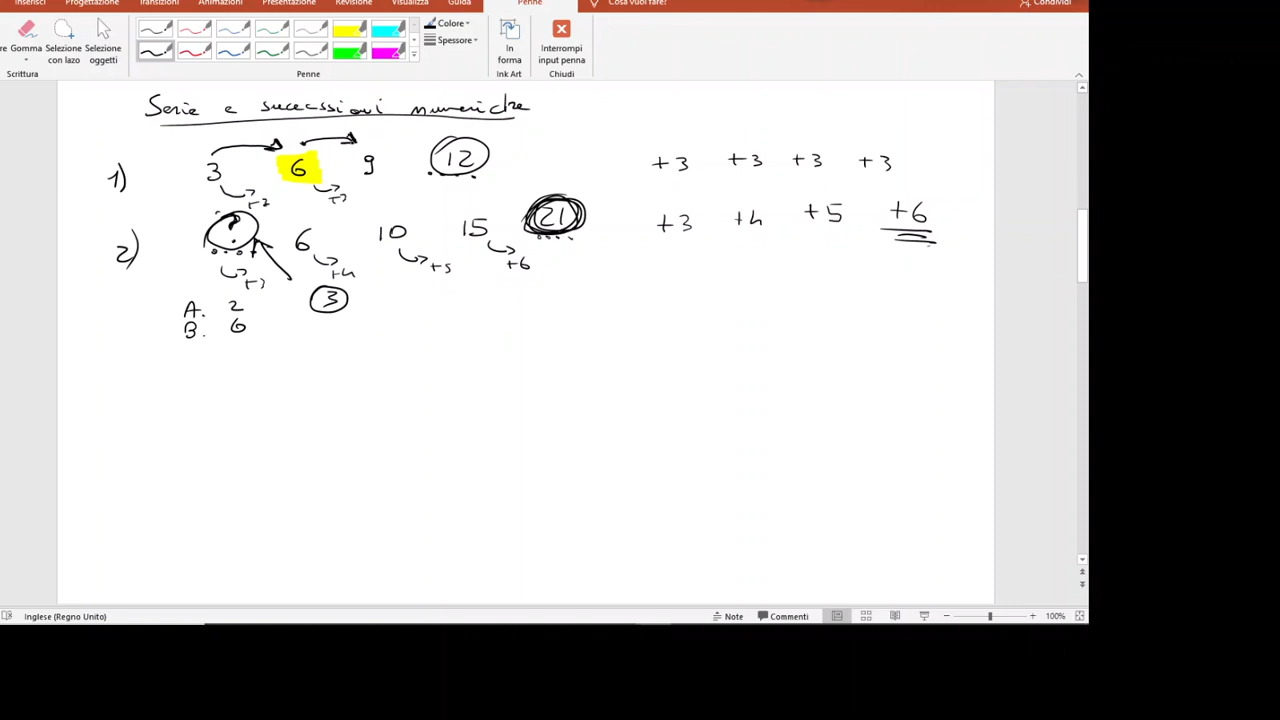 Inserisci Progettazione Transizioni Animazioni Presentazione Revisione Visualizza Guida Penne Cosa vuoi fare? Condividi
Gomma Selezione con lazo Selezione oggetti Colore Spessore In forma Interrompi input penna
Scrittura Penne Ink Art Chiudi
Serie e successioni numeriche
1) 3 6 9 12 +3 +3 +3 +3
+3
2) ? 6 10 15 21 +3 +4 +5 +6
+3 +4 +5 +6
A. 2 3
B. 6
Inglese (Regno Unito) Note Commenti 100%